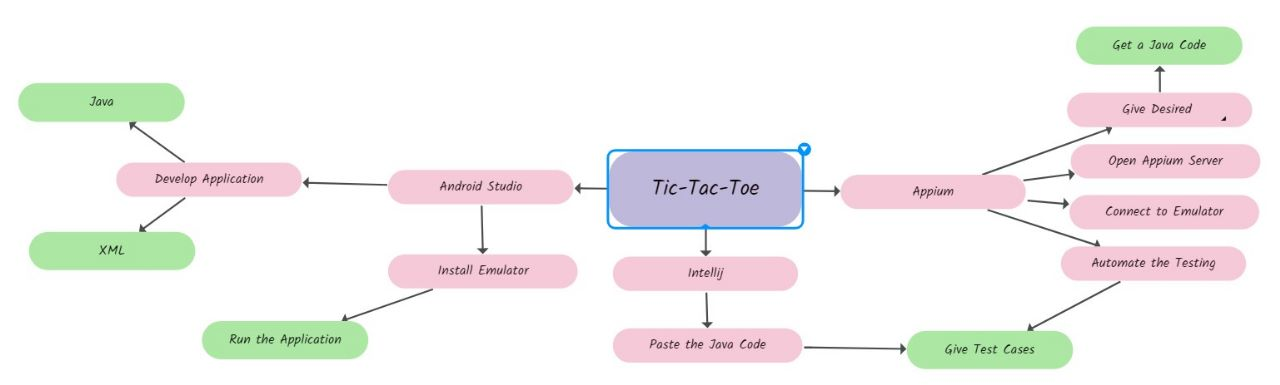 Get a Java Code
Java
Give Desired
Open Appium Server
Develop Application
Android Studio
Tic-Tac-Toe
Appium
Connect to Emulator
XML
Install Emulator
Intellij
Automate the Testing
Run the Application
Paste the Java Code
Give Test Cases